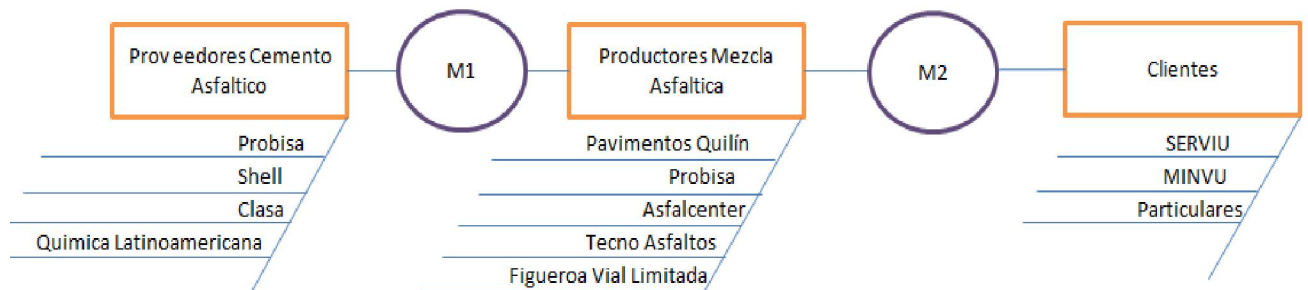 Proveedores Cemento
Asfaltico
M1
Productores Mezcla
Asfaltica
M2
Clientes
Probisa
Shell
Clasa
Quimica Latinoamericana
Pavimentos Quilín
Probisa
Asfalcenter
Tecno Asfaltos
Figueroa Vial Limitada
SERVIU
MINVU
Particulares